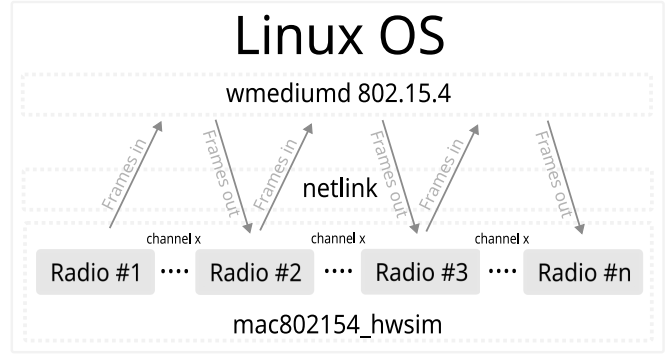 Linux OS
wmediumd 802.15.4
Frames in
Frames out
Frames in
Frames out
Frames in
Frames out
netlink
channel x
channel x
channel x
Radio #1 .... Radio #2 .... Radio #3 .... Radio #n
mac802154_hwsim